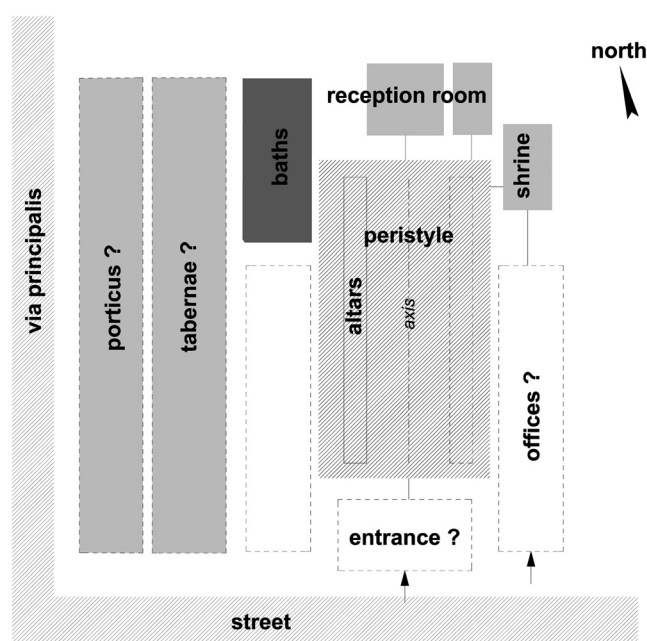 north
reception room
baths
shrine
peristyle
via principalis
porticus ?
tabernae ?
altars
axis
offices ?
entrance ?
street